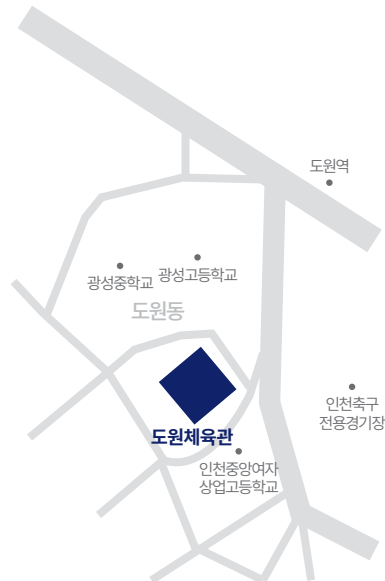 도원역
광성중학교
광성고등학교
도원동
인천축구
전용경기장
도원체육관
인천중앙여자
상업고등학교